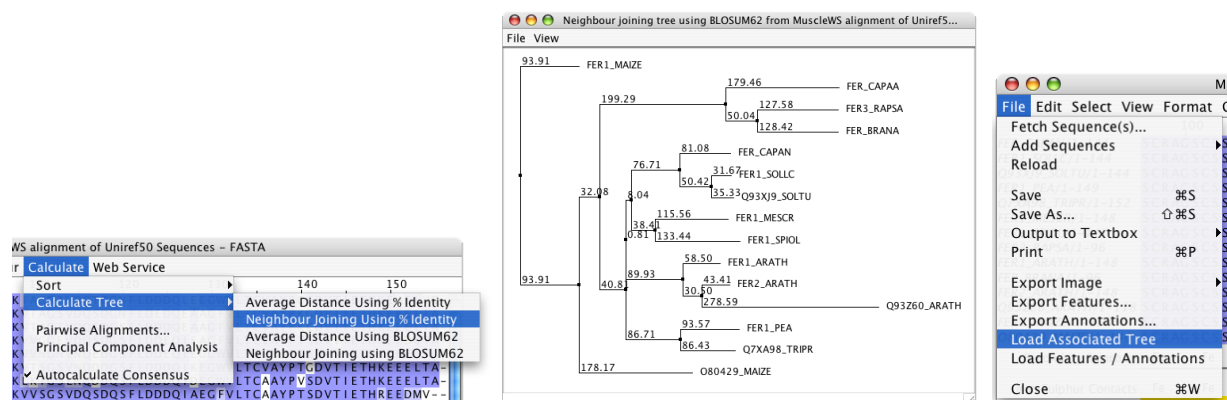 WS alignment of Uniref50 Sequences – FASTA
Calculate Web Service
Sort
Calculate Tree
Pairwise Alignments...
Principal Component Analysis
✓ Autocalculate Consensus
120 130 140 150
Average Distance Using % Identity
Neighbour Joining Using % Identity
Average Distance Using BLOSUM62
Neighbour Joining using BLOSUM62
LTCVAYPTGDVTIETHKEEELTA-
VLTCAAYPVSDVTIETHKEEELTA-
KVVSGSVDQSDQSFLDDDQIAEGFVLTCAAYPTSDVTIETHREEDMV--
Neighbour joining tree using BLOSUM62 from MuscleWS alignment of Uniref5...
File View
93.91 FER1_MAIZE
179.46 FER_CAPAA
199.29
127.58 FER3_RAPSA
50.04
128.42 FER_BRANA
81.08 FER_CAPAN
76.71
31.67 FER1_SOLLC
50.42
35.33 Q93XJ9_SOLTU
32.08
8.04
115.56 FER1_MESCR
38.41
0.81 133.44 FER1_SPIOL
58.50 FER1_ARATH
89.93
43.41 FER2_ARATH
93.91
30.50
278.59 Q93Z60_ARATH
93.57 FER1_PEA
86.71
86.43 Q7XA98_TRIPR
178.17 O80429_MAIZE
File Edit Select View Format
Fetch Sequence(s)...
Add Sequences
Reload
Save ⌘S
Save As... ⇧⌘S
Output to Textbox
Print ⌘P
Export Image
Export Features...
Export Annotations...
Load Associated Tree
Load Features / Annotations
Close ⌘W